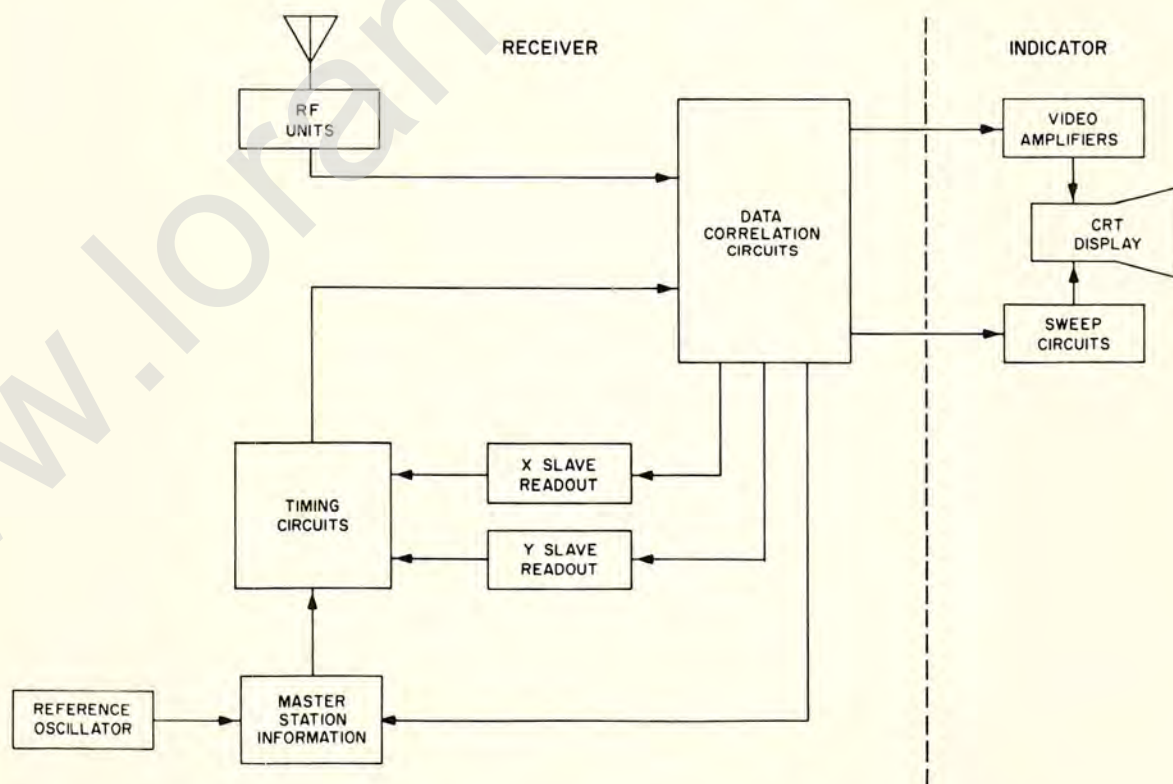 RECEIVER
INDICATOR
RF
UNITS
DATA
CORRELATION
CIRCUITS
VIDEO
AMPLIFIERS
CRT
DISPLAY
SWEEP
CIRCUITS
X SLAVE
READOUT
TIMING
CIRCUITS
Y SLAVE
READOUT
REFERENCE
OSCILLATOR
MASTER
STATION
INFORMATION
w.loran